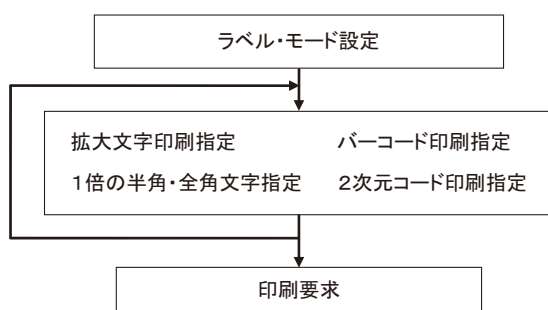 ラベル・モード設定
拡大文字印刷指定　バーコード印刷指定
１倍の半角・全角文字指定　２次元コード印刷指定
印刷要求